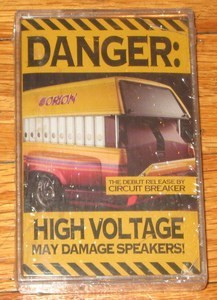 DANGER:
ORION
THE DEBUT RELEASE BY
CIRCUIT BREAKER
HIGH VOLTAGE
MAY DAMAGE SPEAKERS!